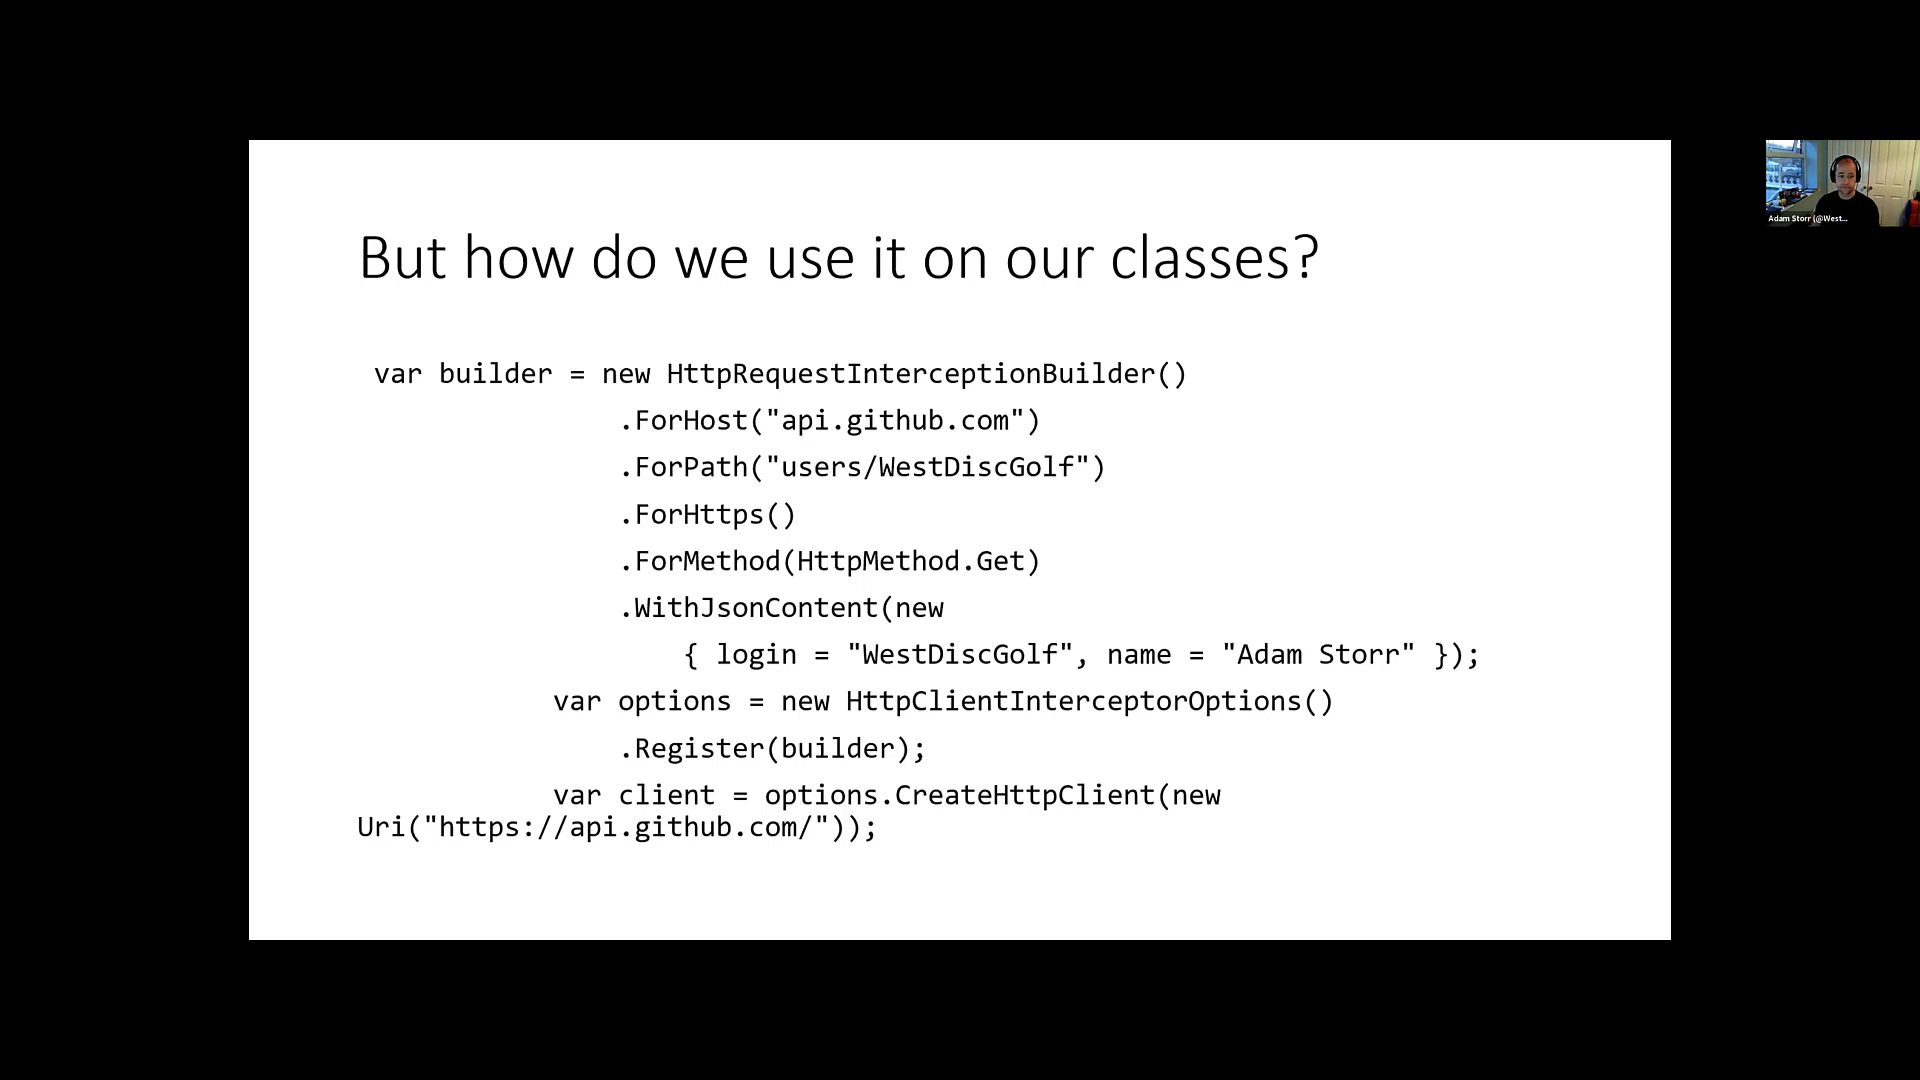 But how do we use it on our classes?
var builder = new HttpRequestInterceptionBuilder()
.ForHost("api.github.com")
.ForPath("users/WestDiscGolf")
.ForHttps()
.ForMethod(HttpMethod.Get)
.WithJsonContent(new
{ login = "WestDiscGolf", name = "Adam Storr" });
var options = new HttpClientInterceptorOptions()
.Register(builder);
var client = options.CreateHttpClient(new
Uri("https://api.github.com/"));
Adam Storr (@West...